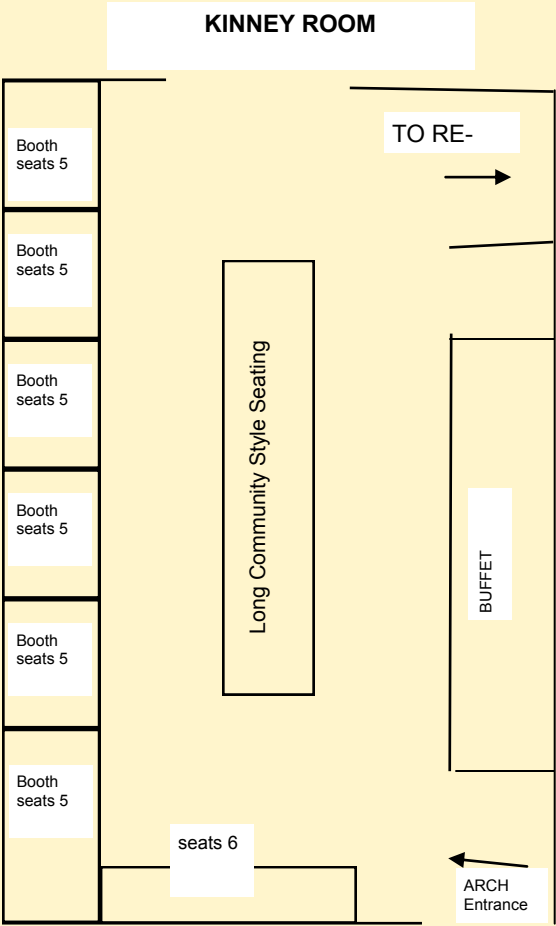 KINNEY ROOM
TO RE-
Booth
seats 5
Booth
seats 5
Booth
seats 5
Booth
seats 5
Booth
seats 5
Booth
seats 5
Long Community Style Seating
BUFFET
seats 6
ARCH
Entrance